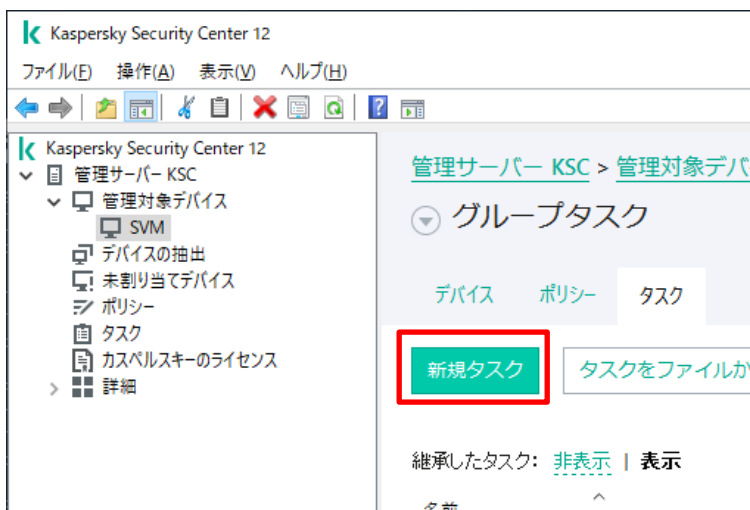 Kaspersky Security Center 12
ファイル(F) 操作(A) 表示(V) ヘルプ(H)
Kaspersky Security Center 12
管理サーバー KSC
管理対象デバイス
SVM
デバイスの抽出
未割り当てデバイス
ポリシー
タスク
カスペルスキーのライセンス
詳細
管理サーバー KSC > 管理対象デバ
グループタスク
デバイス ポリシー タスク
新規タスク タスクをファイルか
継承したタスク: 非表示 | 表示
名前